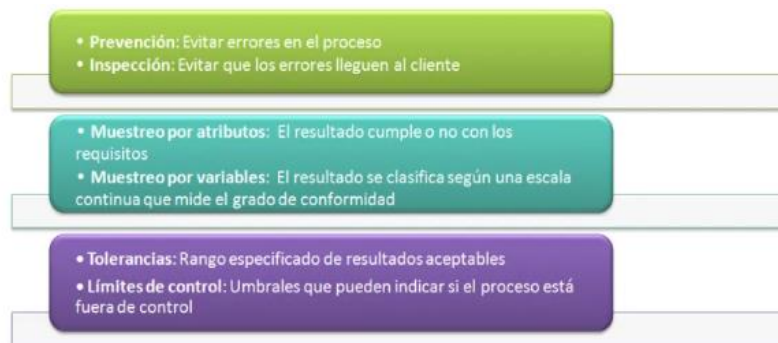 • Prevención: Evitar errores en el proceso
• Inspección: Evitar que los errores lleguen al cliente
• Muestreo por atributos: El resultado cumple o no con los
requisitos
• Muestreo por variables: El resultado se clasifica según una escala
continua que mide el grado de conformidad
• Tolerancias: Rango especificado de resultados aceptables
• Límites de control: Umbrales que pueden indicar si el proceso está
fuera de control